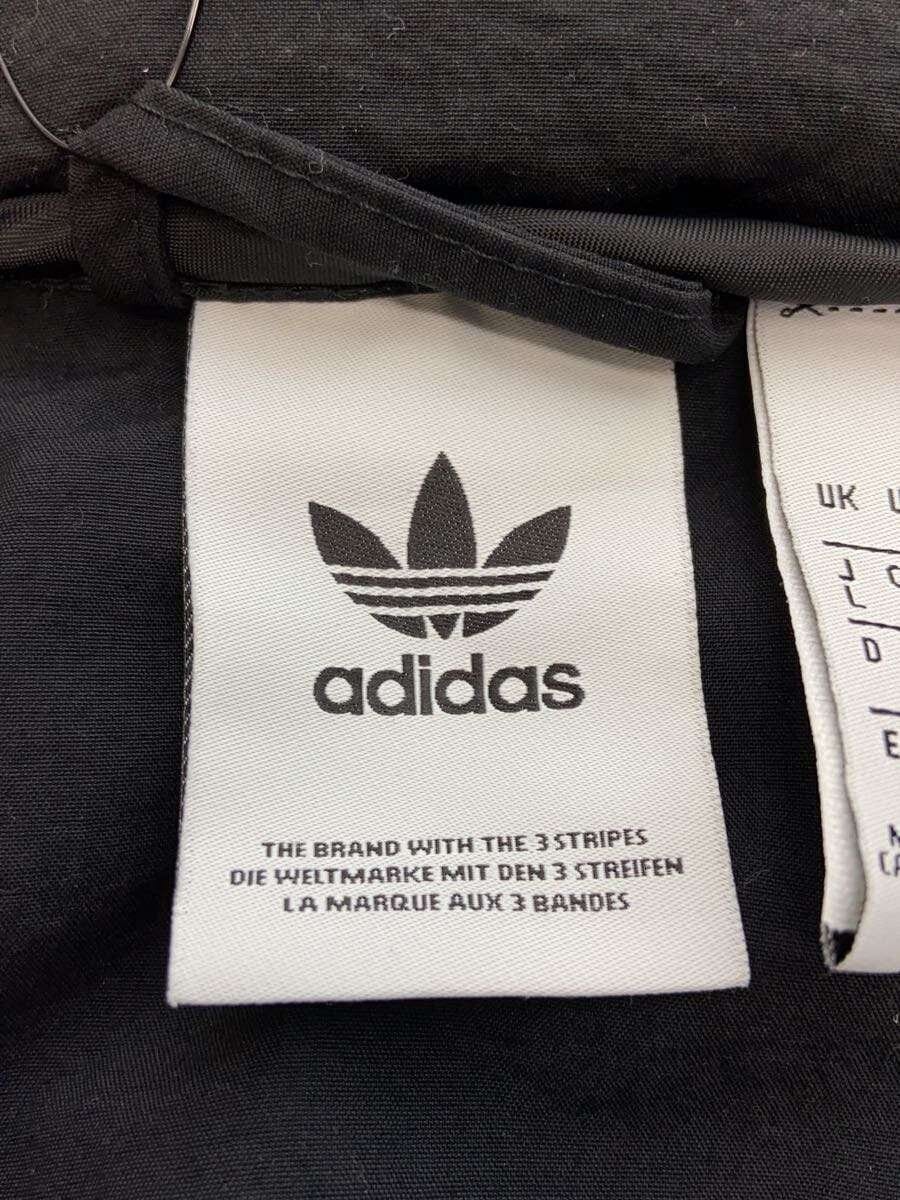 adidas
THE BRAND WITH THE 3 STRIPES
DIE WELTMARKE MIT DEN 3 STREIFEN
LA MARQUE AUX 3 BANDES
UK
J
L
D
E